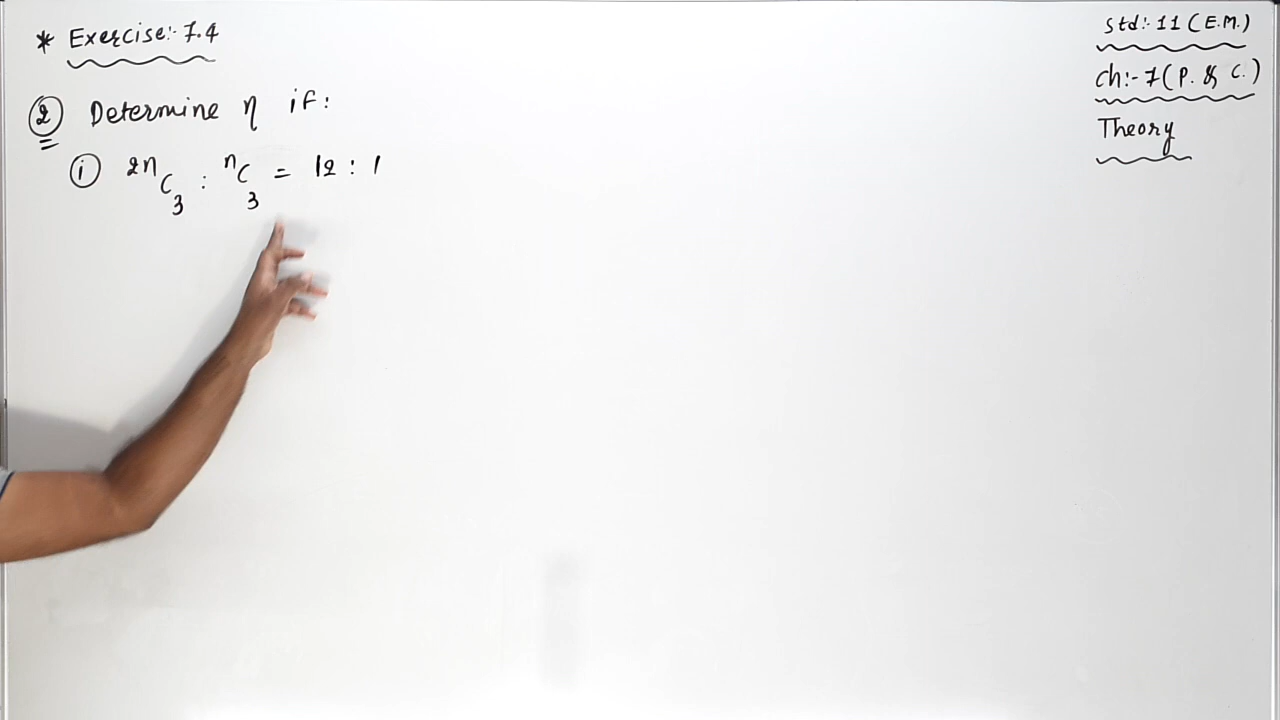 * Exercise:- 7.4
② Determine n if:
ⓘ 2nC3 : nC3 = 12 : 1
std:- 11 (E.M.)
ch:- 7 (P. & C.)
Theory